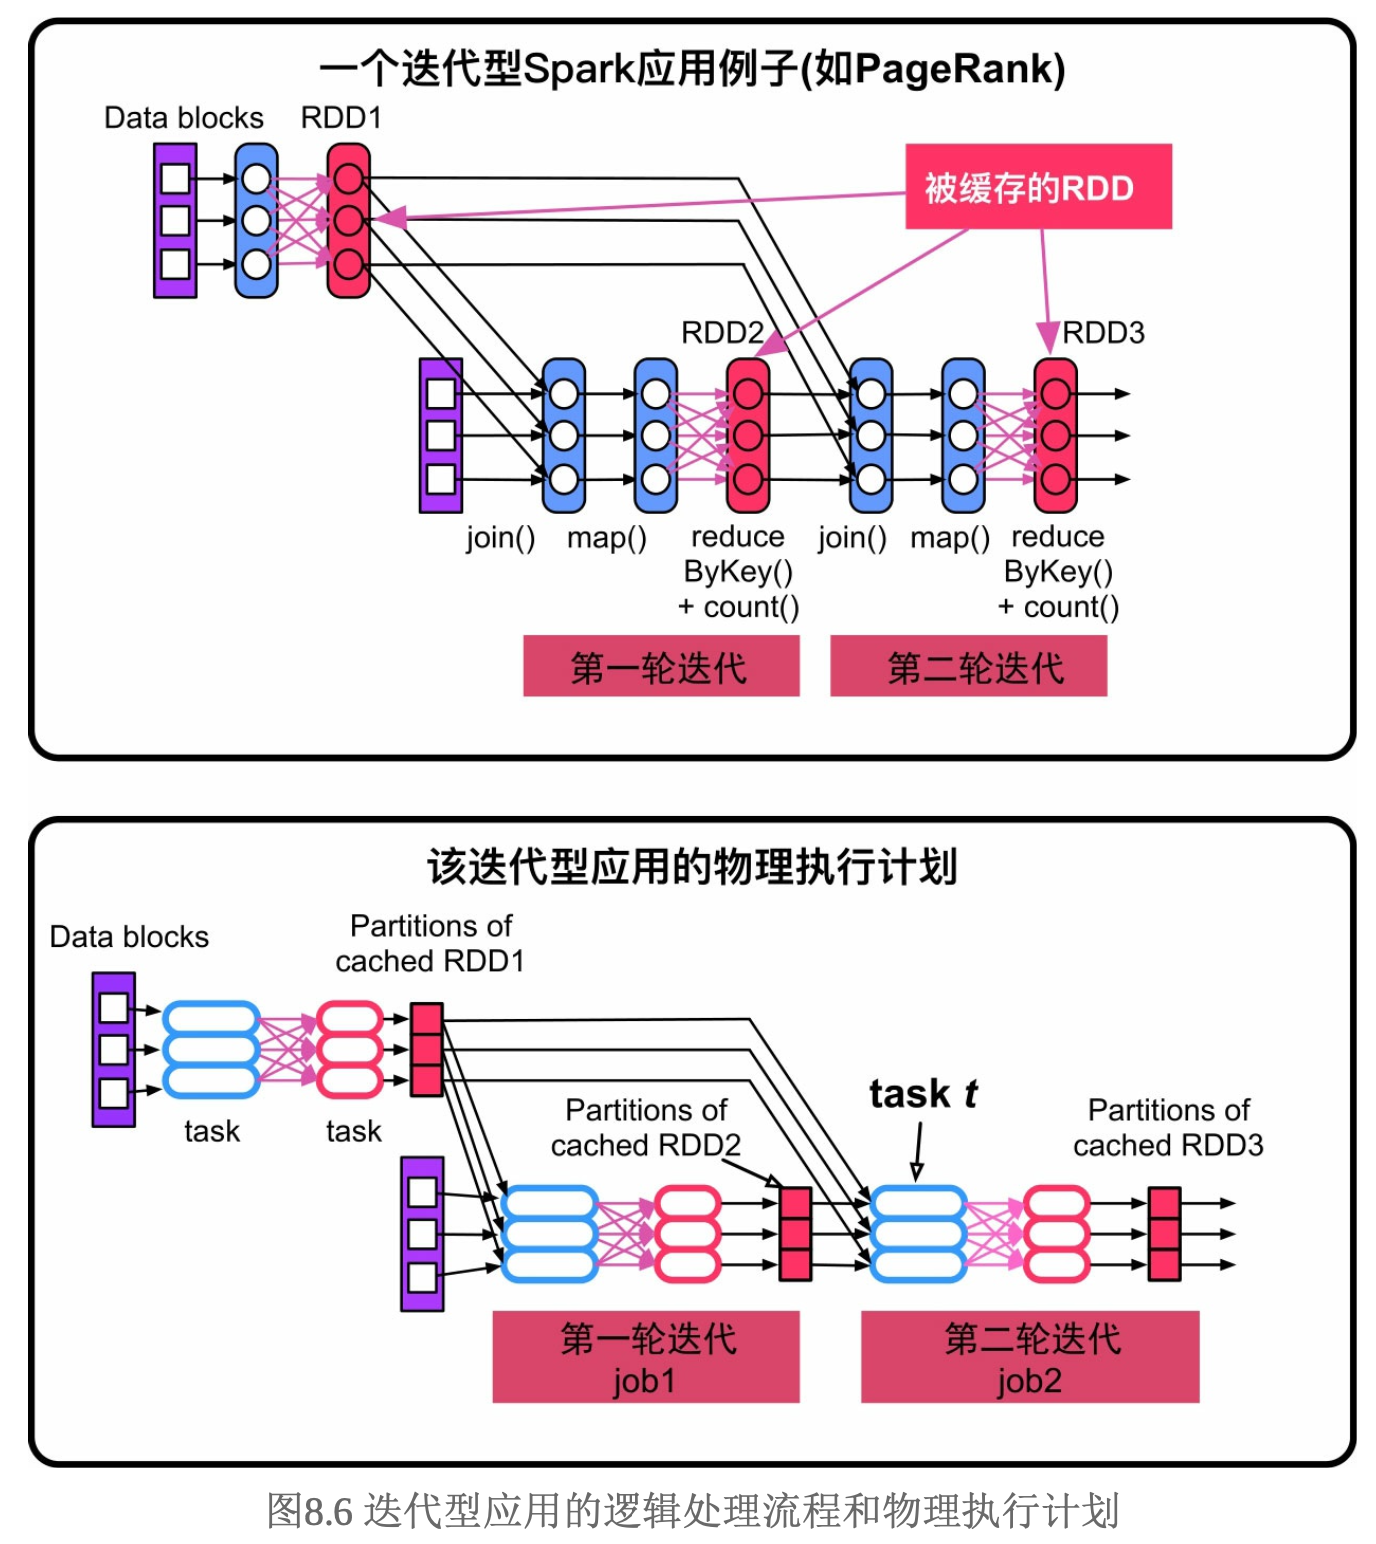 一个迭代型Spark应用例子(如PageRank)
Data blocks
RDD1
被缓存的RDD
RDD2
RDD3
join()
map()
reduce
ByKey()
+ count()
join()
map()
reduce
ByKey()
+ count()
第一轮迭代
第二轮迭代
该迭代型应用的物理执行计划
Data blocks
Partitions of
cached RDD1
task
task
Partitions of
cached RDD2
task t
Partitions of
cached RDD3
第一轮迭代
job1
第二轮迭代
job2
图8.6 迭代型应用的逻辑处理流程和物理执行计划